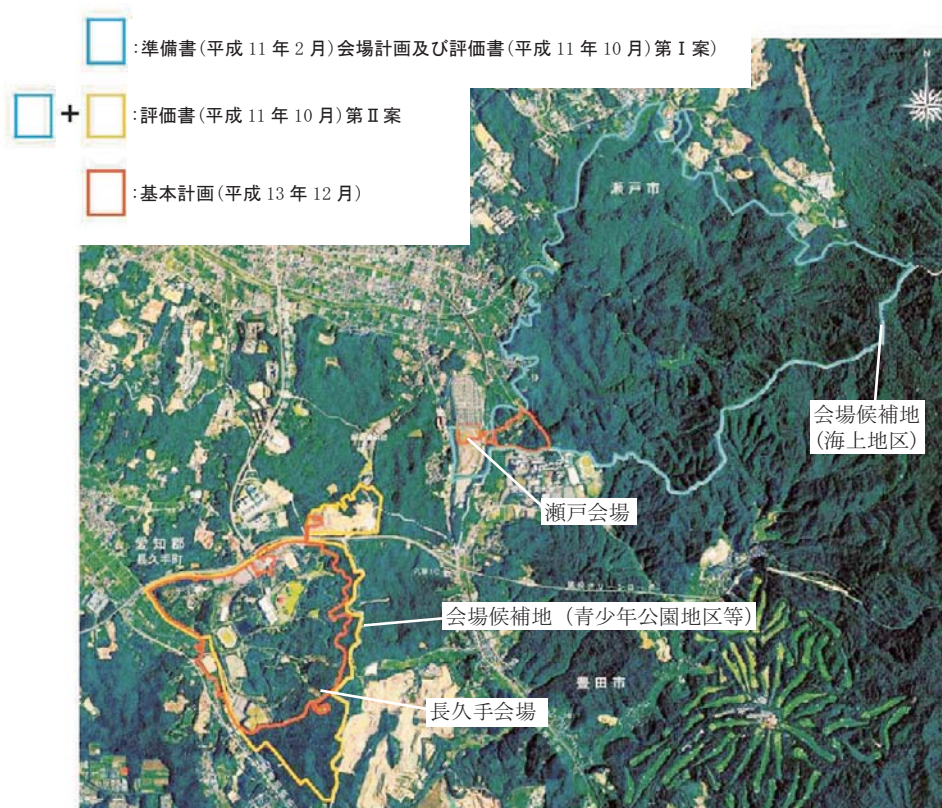 ：準備書(平成 11 年 2 月)会場計画及び評価書(平成 11 年 10 月)第Ⅰ案
+
：評価書(平成 11 年 10 月)第Ⅱ案
：基本計画(平成 13 年 12 月)
N
瀬戸市
会場候補地
(海上地区)
瀬戸会場
愛知郡
長久手町
会場候補地（青少年公園地区等）
豊田市
長久手会場